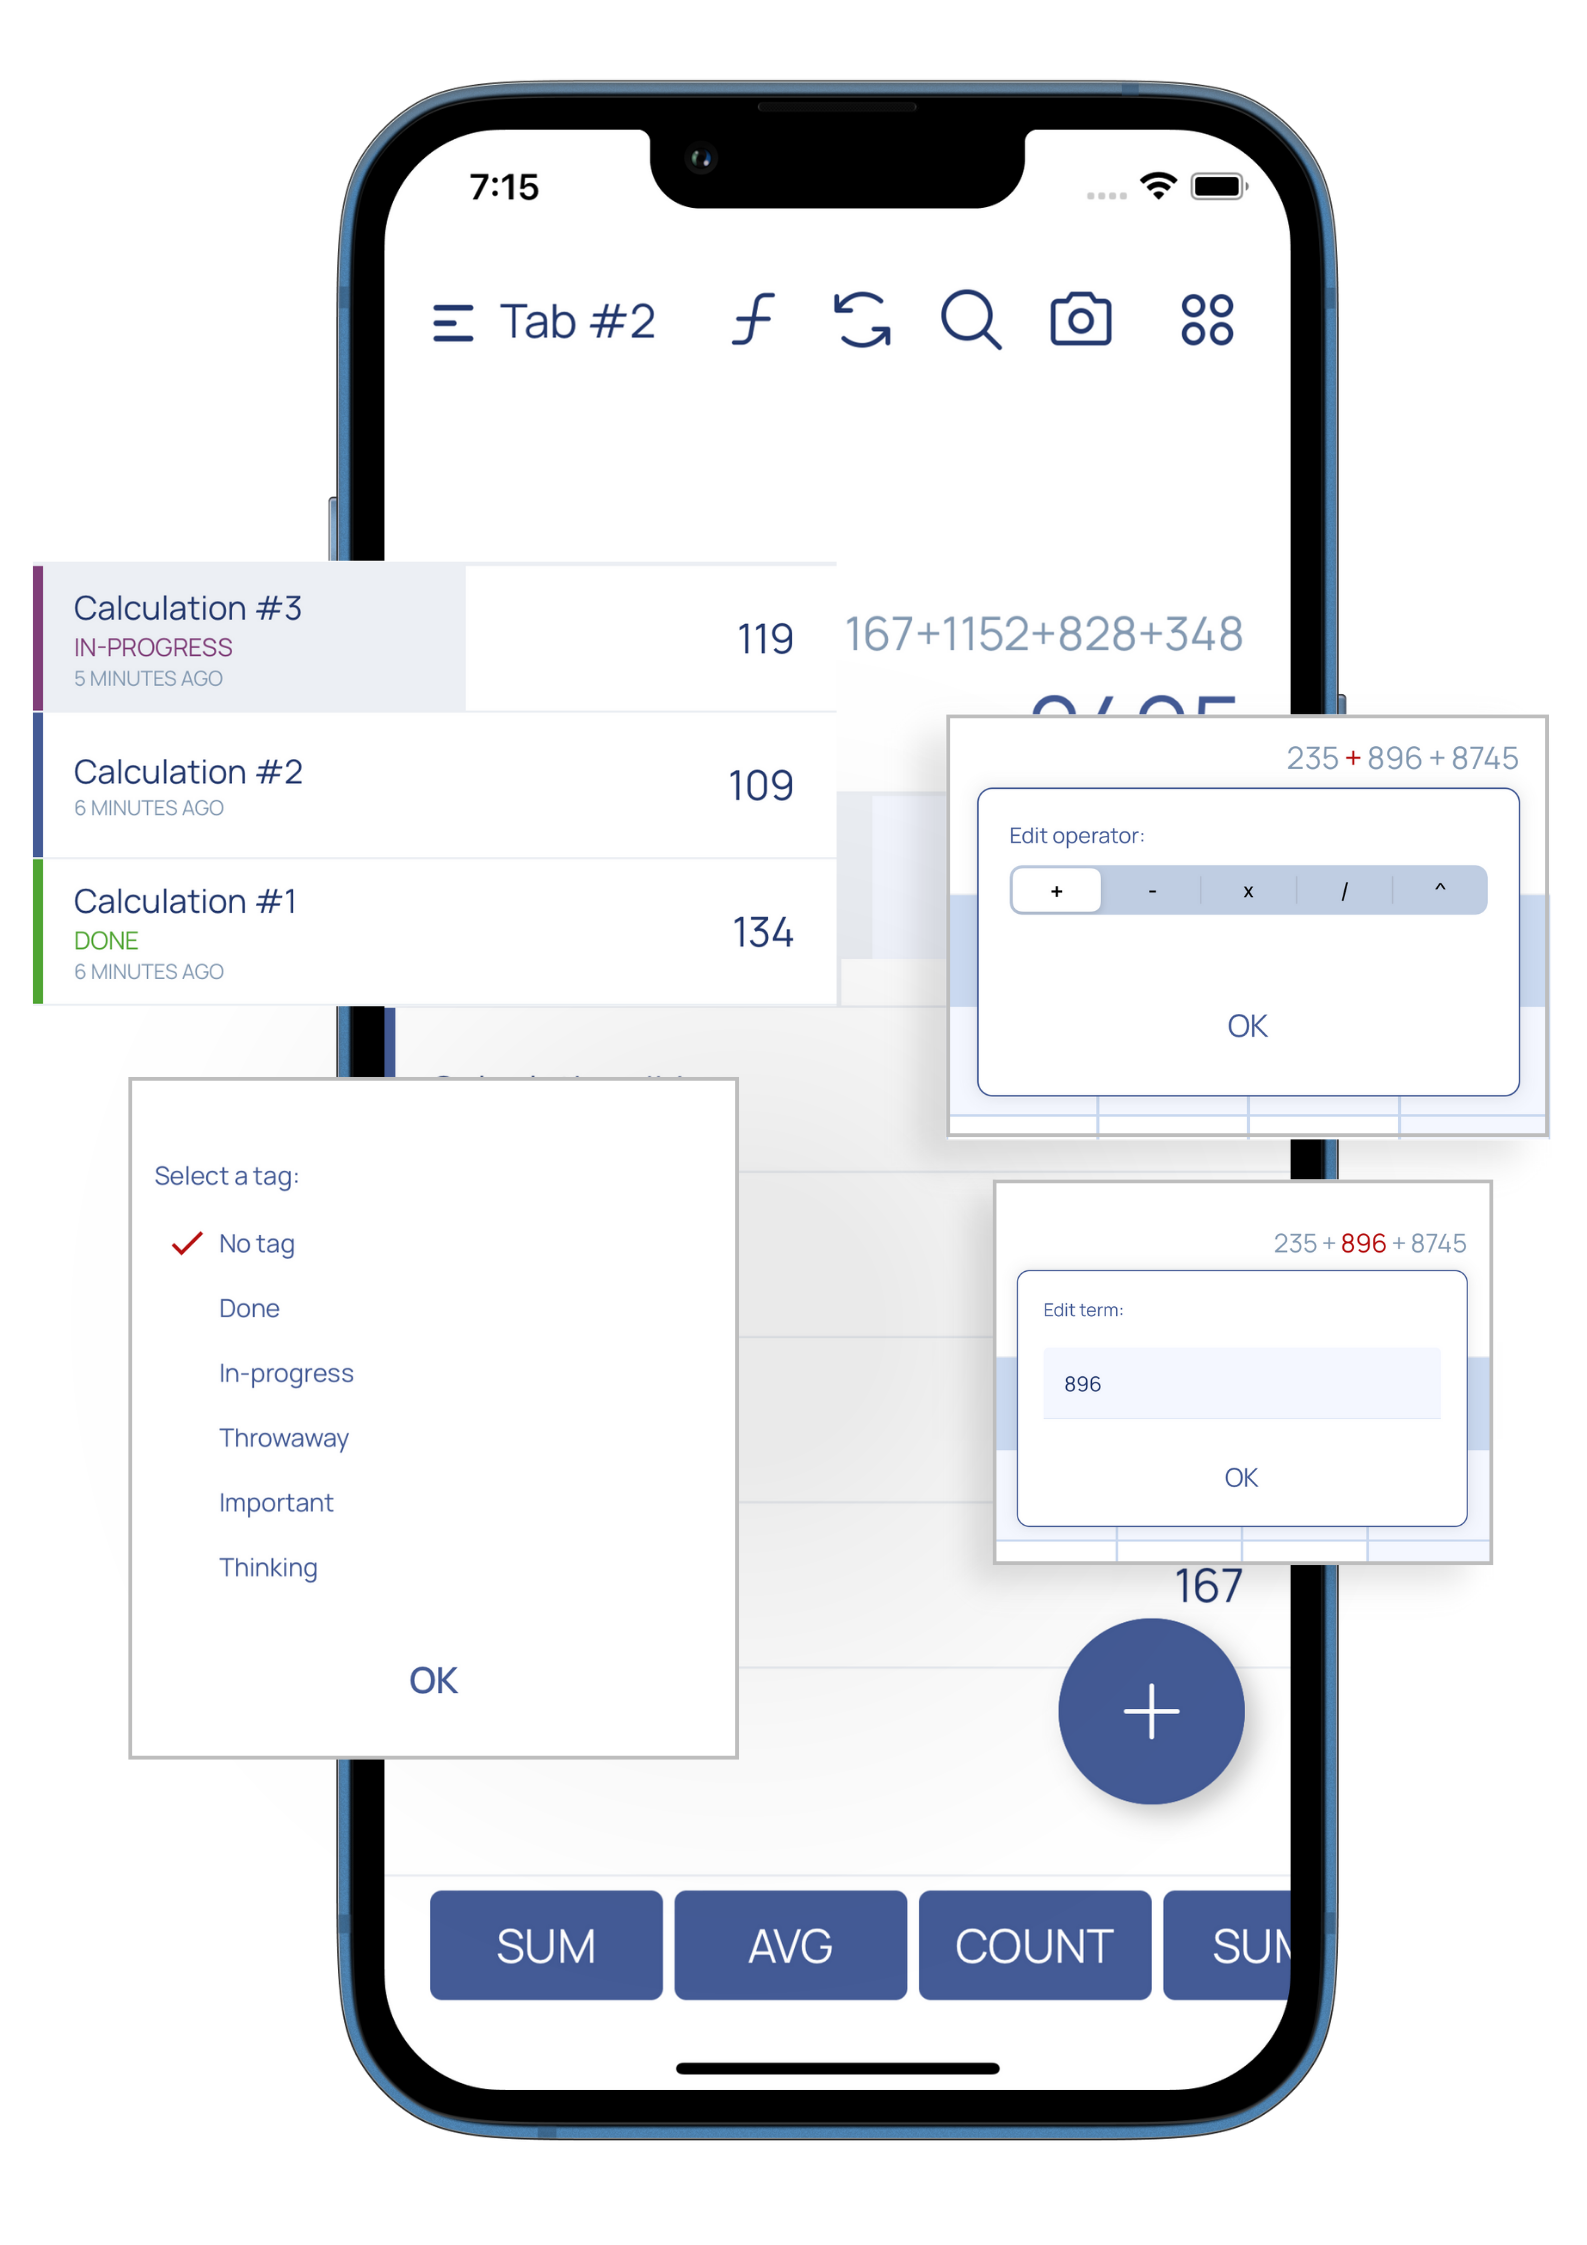 7:15
Tab #2
Calculation #3
IN-PROGRESS
5 MINUTES AGO
119
Calculation #2
6 MINUTES AGO
109
Calculation #1
DONE
6 MINUTES AGO
134
167+1152+828+348
235 + 896 + 8745
Edit operator:
+ - x / ^
OK
Select a tag:
No tag
Done
In-progress
Throwaway
Important
Thinking
OK
235 + 896 + 8745
Edit term:
896
OK
167
+
SUM AVG COUNT SUM